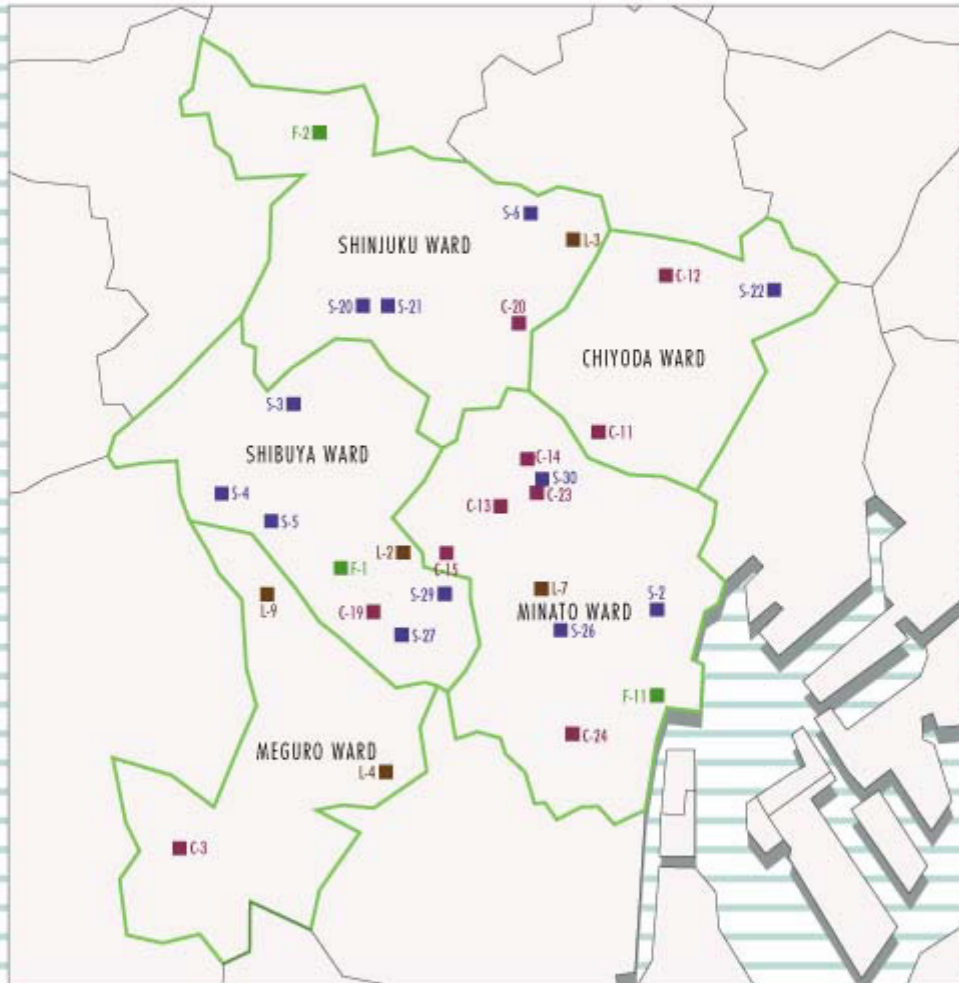 F-2
S-6
L-3
SHINJUKU WARD
C-12
S-22
S-20
S-21
C-20
CHIYODA WARD
S-3
C-11
SHIBUYA WARD
C-14
S-30
S-4
C-23
C-13
S-5
L-2
C-15
F-1
L-7
L-9
S-29
S-2
C-19
MINATO WARD
S-27
S-26
F-11
C-24
MEGURO WARD
L-4
C-3